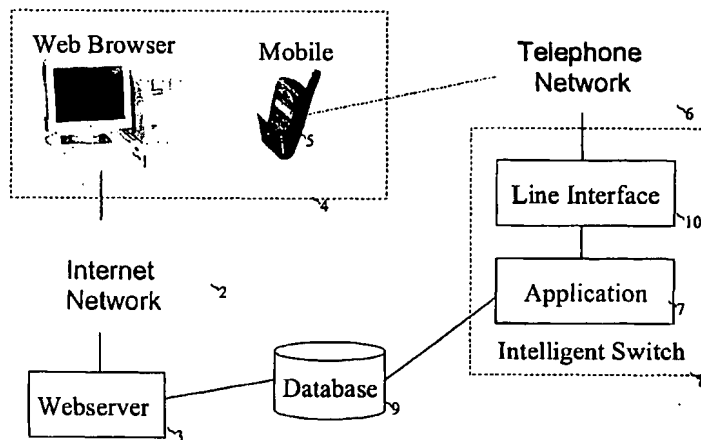 Web Browser
Mobile
Telephone
Network
1
5
6
4
Line Interface
10
Internet
Network
2
Application
7
Intelligent Switch
Database
9
Webserver
3